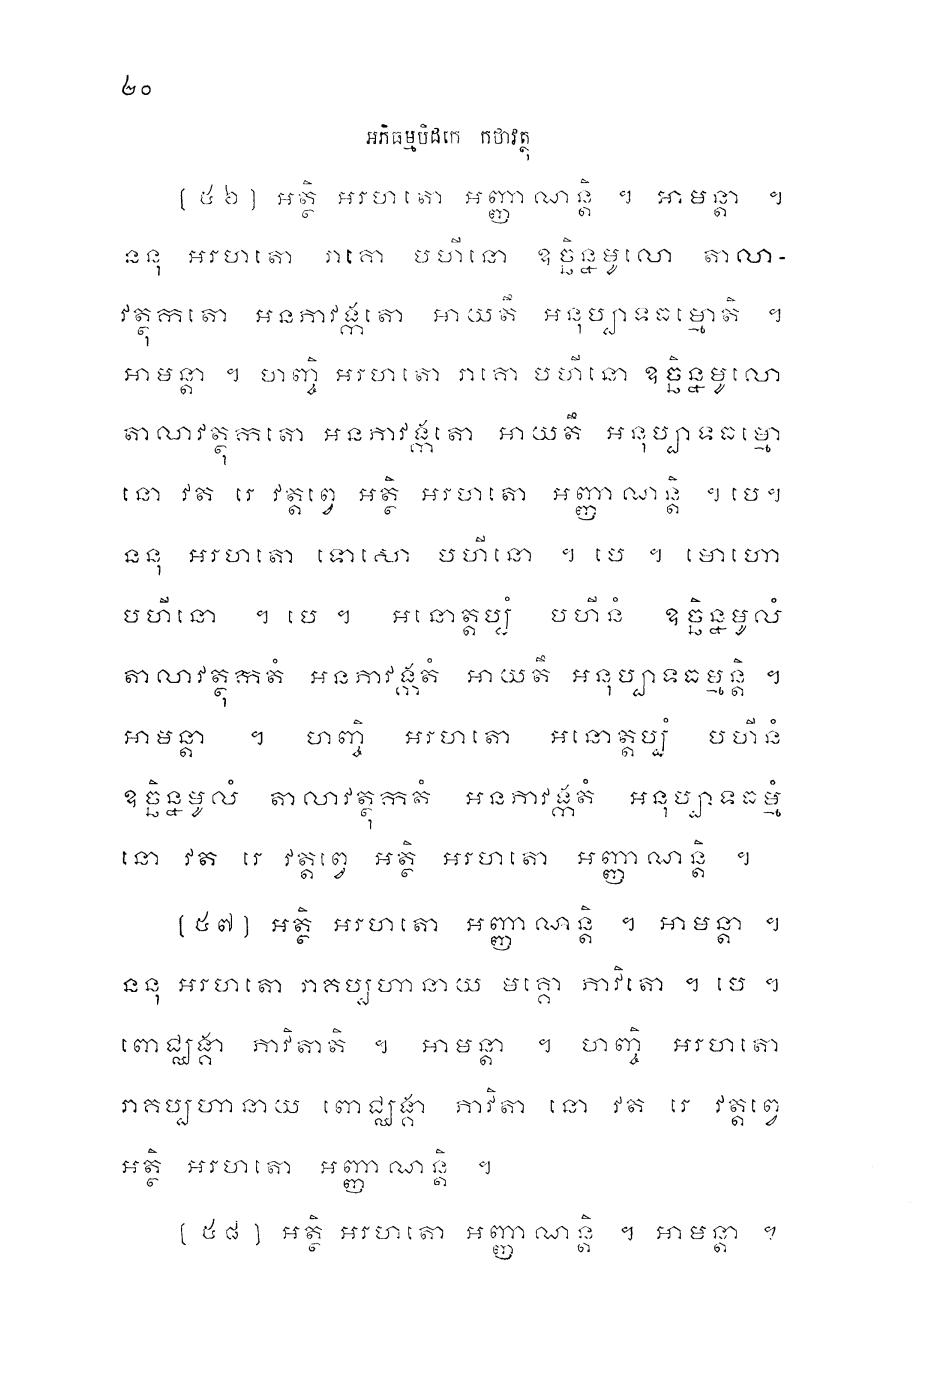 ៤០
អភិធម្មបិដកេ កថាវត្ថុ
[៥៦] អត្ថិ អរហតោ អញ្ញាណន្តិ ។ អាមន្តា ។
ននុ អរហតោ រាគោ បហីនោ ឧច្ឆិន្នមូលោ តាលា-
វត្ថុកតោ អនភាវង្កតោ អាយតឹ អនុប្បាទធម្មោតិ ។
អាមន្តា ។ ហញ្ចិ អរហតោ រាគោ បហីនោ ឧច្ឆិន្នមូលោ
តាលាវត្ថុកតោ អនភាវង្កតោ អាយតឹ អនុប្បាទធម្មោ
នោ វត រេ វត្តព្វេ អត្ថិ អរហតោ អញ្ញាណន្តិ ។ បេ។
ននុ អរហតោ ទោសោ បហីនោ ។ បេ ។ មោហោ
បហីនោ ។ បេ ។ អនោត្តប្បំ បហីនំ ឧច្ឆិន្នមូលំ
តាលាវត្ថុកតំ អនភាវង្កតំ អាយតឹ អនុប្បាទធម្មន្តិ ។
អាមន្តា ។ ហញ្ចិ អរហតោ អនោត្តប្បំ បហីនំ
ឧច្ឆិន្នមូលំ តាលាវត្ថុកតំ អនភាវង្កតំ អនុប្បាទធម្មំ
នោ វត រេ វត្តព្វេ អត្ថិ អរហតោ អញ្ញាណន្តិ ។
[៥៧] អត្ថិ អរហតោ អញ្ញាណន្តិ ។ អាមន្តា ។
ននុ អរហតោ រាគប្បហានាយ មគ្គោ ភាវិតោ ។ បេ ។
ពោជ្ឈង្គា ភាវិតាតិ ។ អាមន្តា ។ ហញ្ចិ អរហតោ
រាគប្បហានាយ ពោជ្ឈង្គា ភាវិតា នោ វត រេ វត្តព្វេ
អត្ថិ អរហតោ អញ្ញាណន្តិ ។
[៥៨] អត្ថិ អរហតោ អញ្ញាណន្តិ ។ អាមន្តា ។